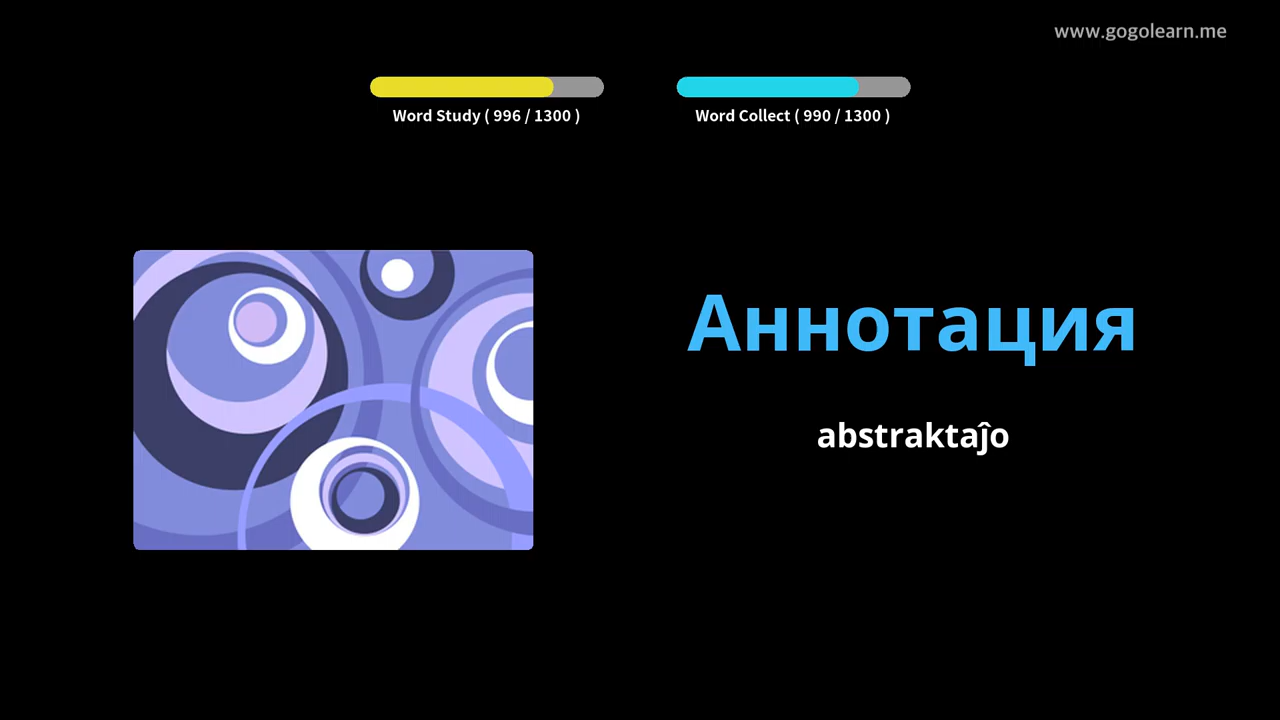 www.gogolearn.me
Word Study ( 996 / 1300 )
Word Collect ( 990 / 1300 )
Аннотация
abstraktaĵo